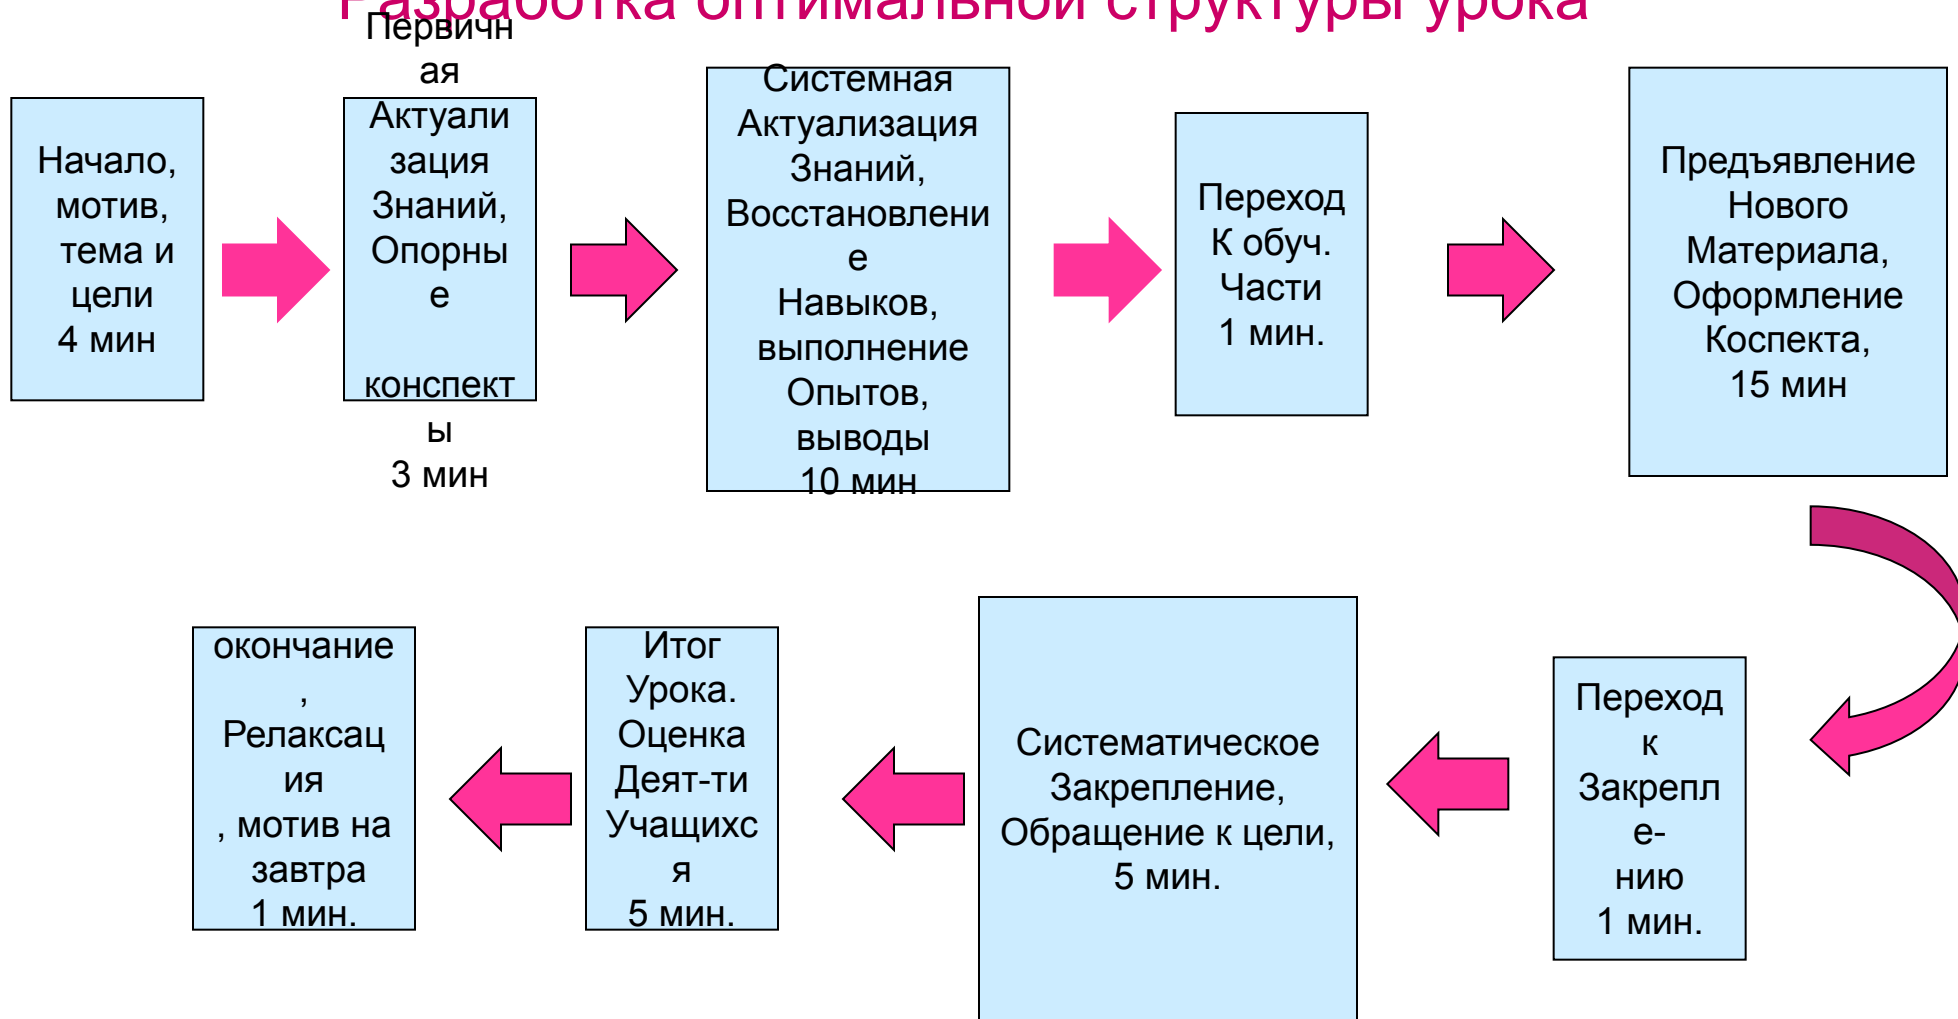 Разработка оптимальной структуры урока
Начало,
мотив,
тема и
цели
4 мин
Первичн
ая
Актуали
зация
Знаний,
Опорны
е
конспект
ы
3 мин
Системная
Актуализация
Знаний,
Восстановлени
е
Навыков,
выполнение
Опытов,
выводы
10 мин
Переход
К обуч.
Части
1 мин.
Предъявление
Нового
Материала,
Оформление
Коспекта,
15 мин
Переход
к
Закрепл
е-
нию
1 мин.
Систематическое
Закрепление,
Обращение к цели,
5 мин.
Итог
Урока.
Оценка
Деят-ти
Учащихс
я
5 мин.
окончание
,
Релаксац
ия
, мотив на
завтра
1 мин.